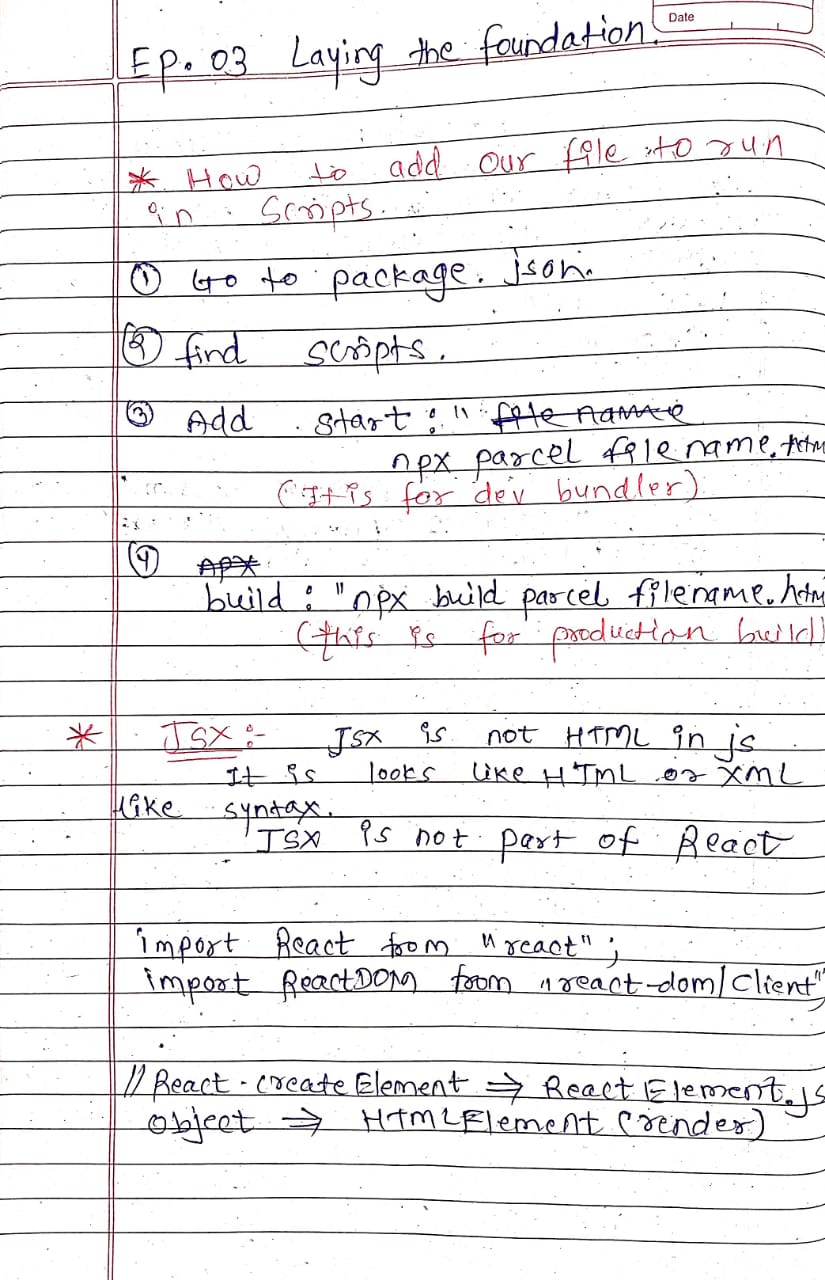 Date
Ep. 03 Laying the foundation.
* How to add our file to run
in Scripts.
① Go to package. json.
② find scripts.
③ Add start : " file name
npx parcel filename.htm
(It is for dev bundler)
④ npx
build : "npx build parcel filename.htm
(this is for production build)
* JSX :- JSX is not HTML in js
It is looks like HTML or XML
like syntax.
JSX is not part of React
import React from "react" ;
import ReactDOM from "react-dom/Client"
// React - create Element ⇒ React Element.js
object ⇒ HTMLElement (render)